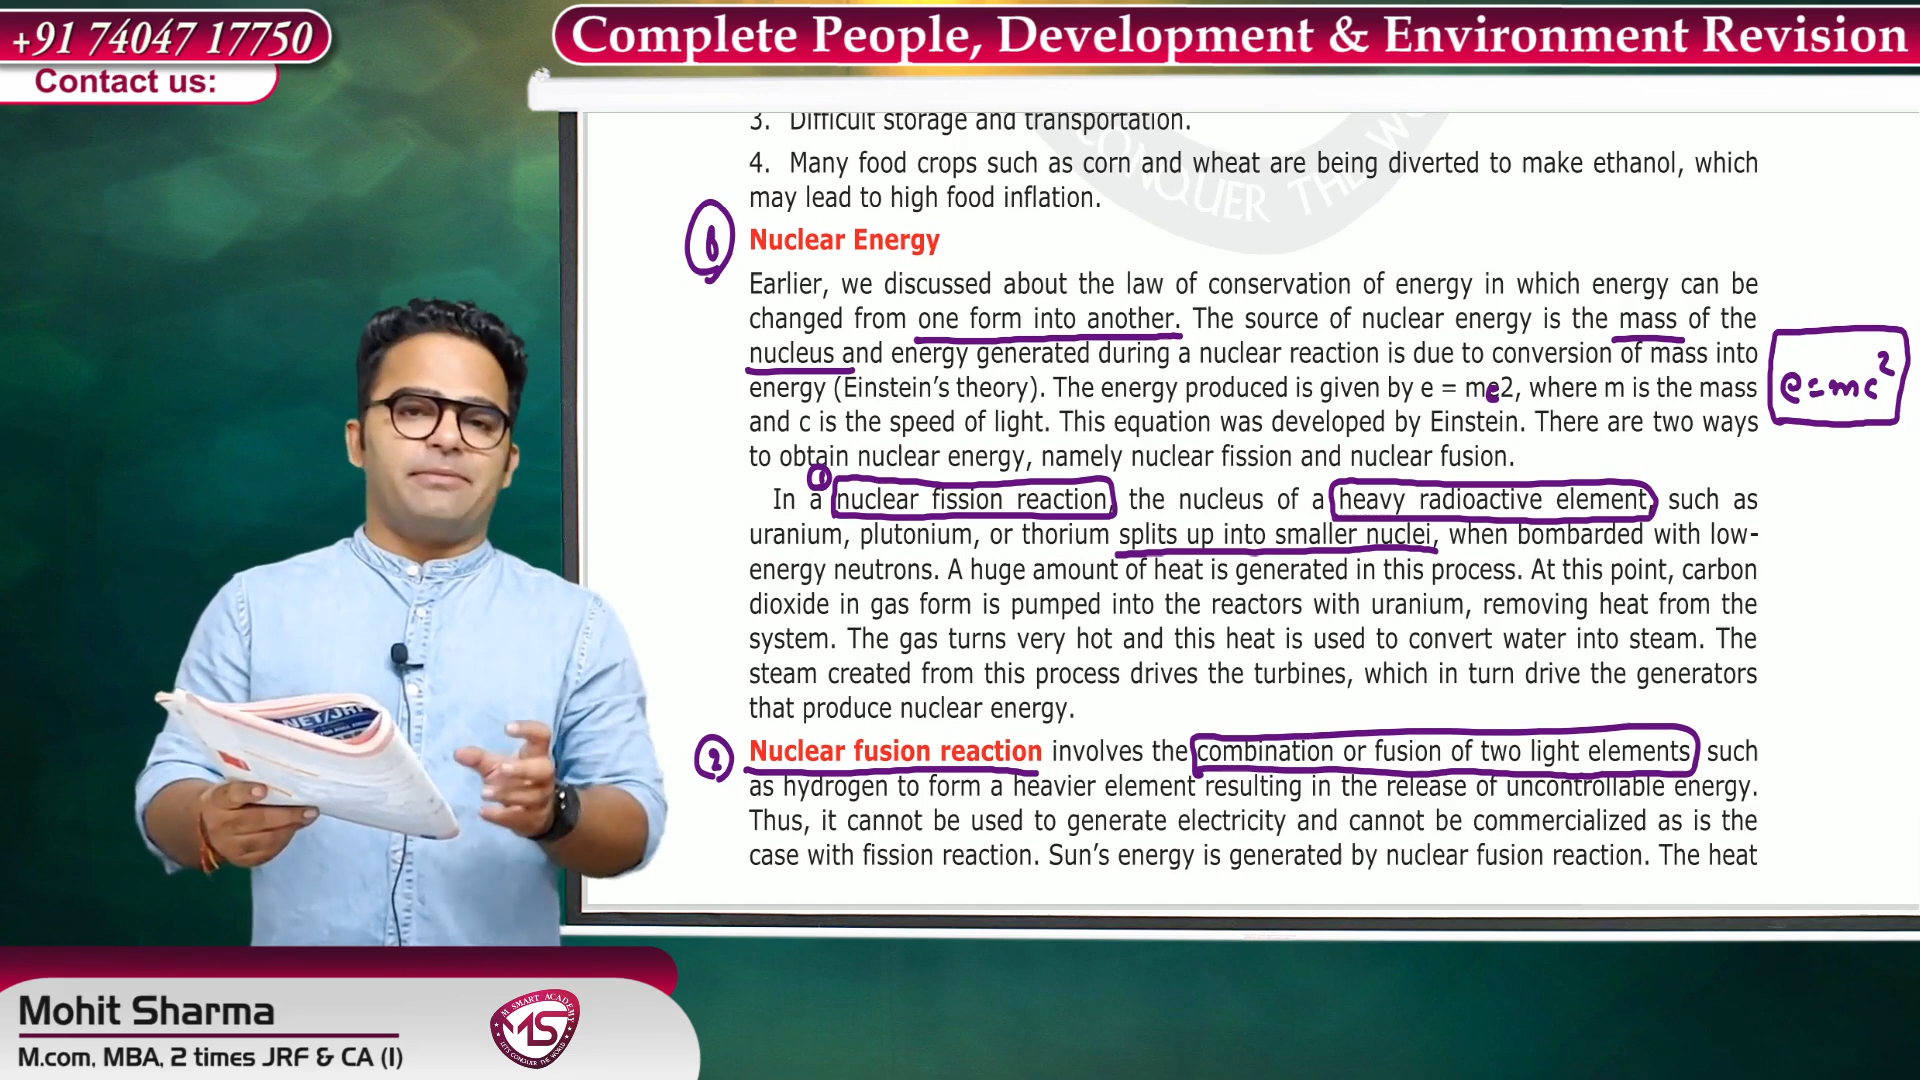 +91 74047 17750
Contact us:
Complete People, Development & Environment Revision
3. Difficult storage and transportation.
4. Many food crops such as corn and wheat are being diverted to make ethanol, which
may lead to high food inflation.
CONQUER THE WO
Nuclear Energy
Earlier, we discussed about the law of conservation of energy in which energy can be
changed from one form into another. The source of nuclear energy is the mass of the
nucleus and energy generated during a nuclear reaction is due to conversion of mass into
energy (Einstein's theory). The energy produced is given by e = mc2, where m is the mass
and c is the speed of light. This equation was developed by Einstein. There are two ways
to obtain nuclear energy, namely nuclear fission and nuclear fusion.
e=mc²
①
In a nuclear fission reaction, the nucleus of a heavy radioactive element, such as
uranium, plutonium, or thorium splits up into smaller nuclei, when bombarded with low-
energy neutrons. A huge amount of heat is generated in this process. At this point, carbon
dioxide in gas form is pumped into the reactors with uranium, removing heat from the
system. The gas turns very hot and this heat is used to convert water into steam. The
steam created from this process drives the turbines, which in turn drive the generators
that produce nuclear energy.
② Nuclear fusion reaction involves the combination or fusion of two light elements such
as hydrogen to form a heavier element resulting in the release of uncontrollable energy.
Thus, it cannot be used to generate electricity and cannot be commercialized as is the
case with fission reaction. Sun's energy is generated by nuclear fusion reaction. The heat
NET/JRF
Mohit Sharma
M.com, MBA, 2 times JRF & CA (I)
M SMART ACADEMY
MS
LETS CONQUER THE WORLD